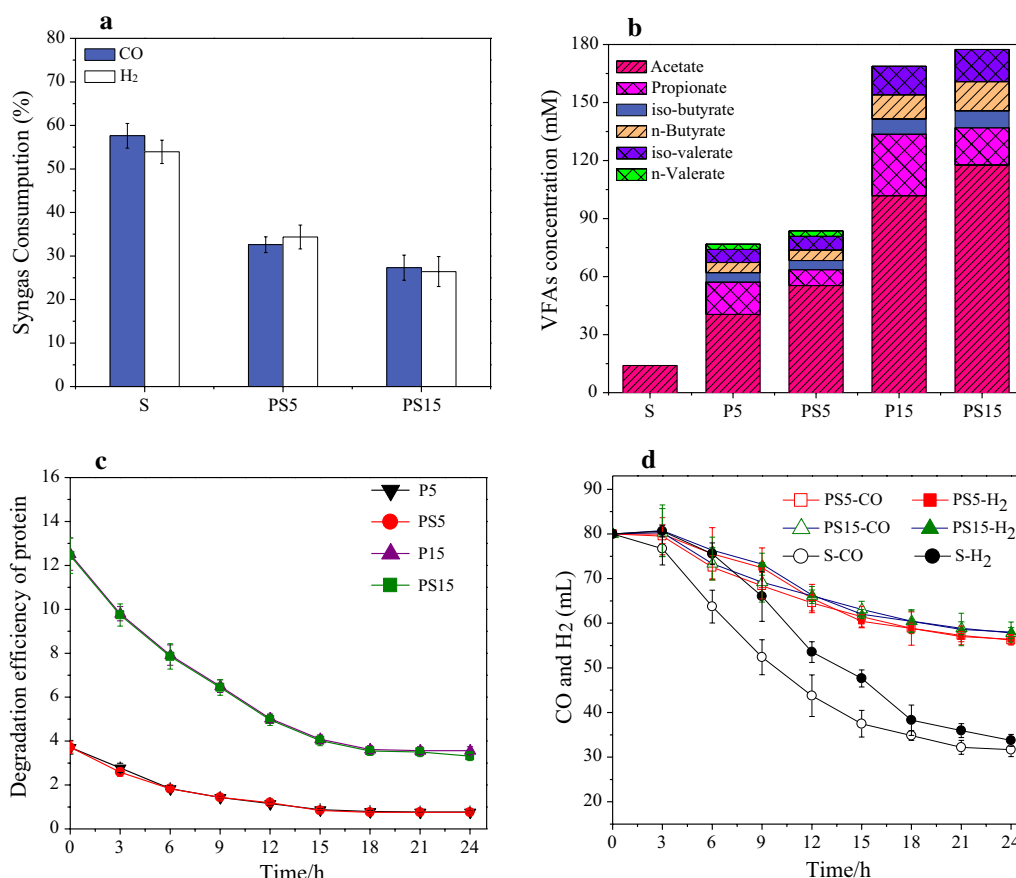 a
Syngas Consumpution (%)
80
70
60
50
40
30
20
10
0
CO
H2
S
PS5
PS15
b
VFAs concentration (mM)
180
150
120
90
60
30
0
Acetate
Propionate
iso-butyrate
n-Butyrate
iso-valerate
n-Valerate
S
P5
PS5
P15
PS15
c
Degradation efficiency of protein
16
14
12
10
8
6
4
2
0
P5
PS5
P15
PS15
0 3 6 9 12 15 18 21 24
Time/h
d
CO and H2 (mL)
90
80
70
60
50
40
30
20
PS5-CO PS5-H2
PS15-CO PS15-H2
S-CO S-H2
0 3 6 9 12 15 18 21 24
Time/h